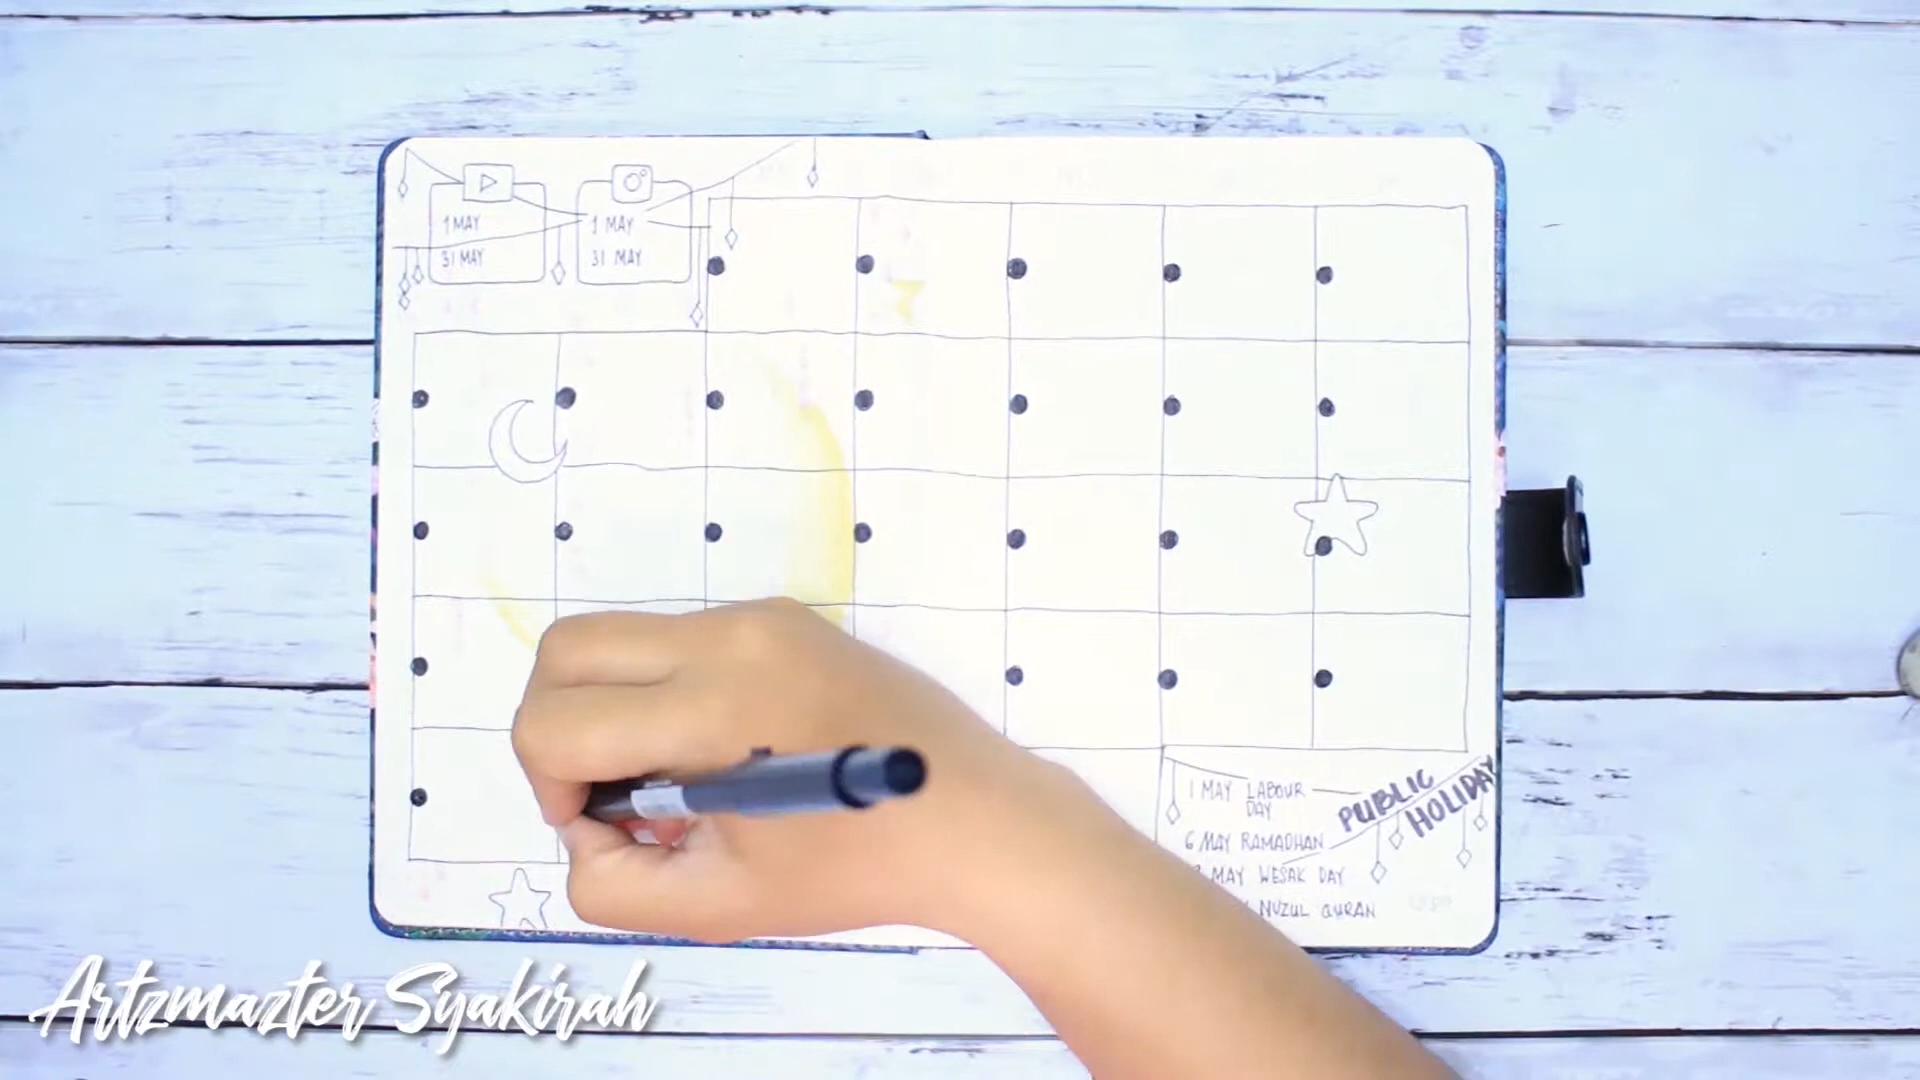 1 MAY
31 MAY
1 MAY
31 MAY
1 MAY LABOUR
DAY
PUBLIC
HOLIDAY
6 MAY RAMADHAN
MAY WESAK DAY
NUZUL QURAN
Artzmazter Syakirah